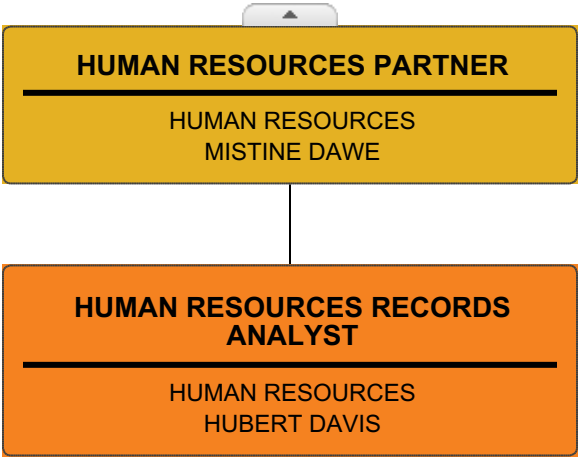 HUMAN RESOURCES PARTNER
HUMAN RESOURCES
MISTINE DAWE
HUMAN RESOURCES RECORDS
ANALYST
HUMAN RESOURCES
HUBERT DAVIS